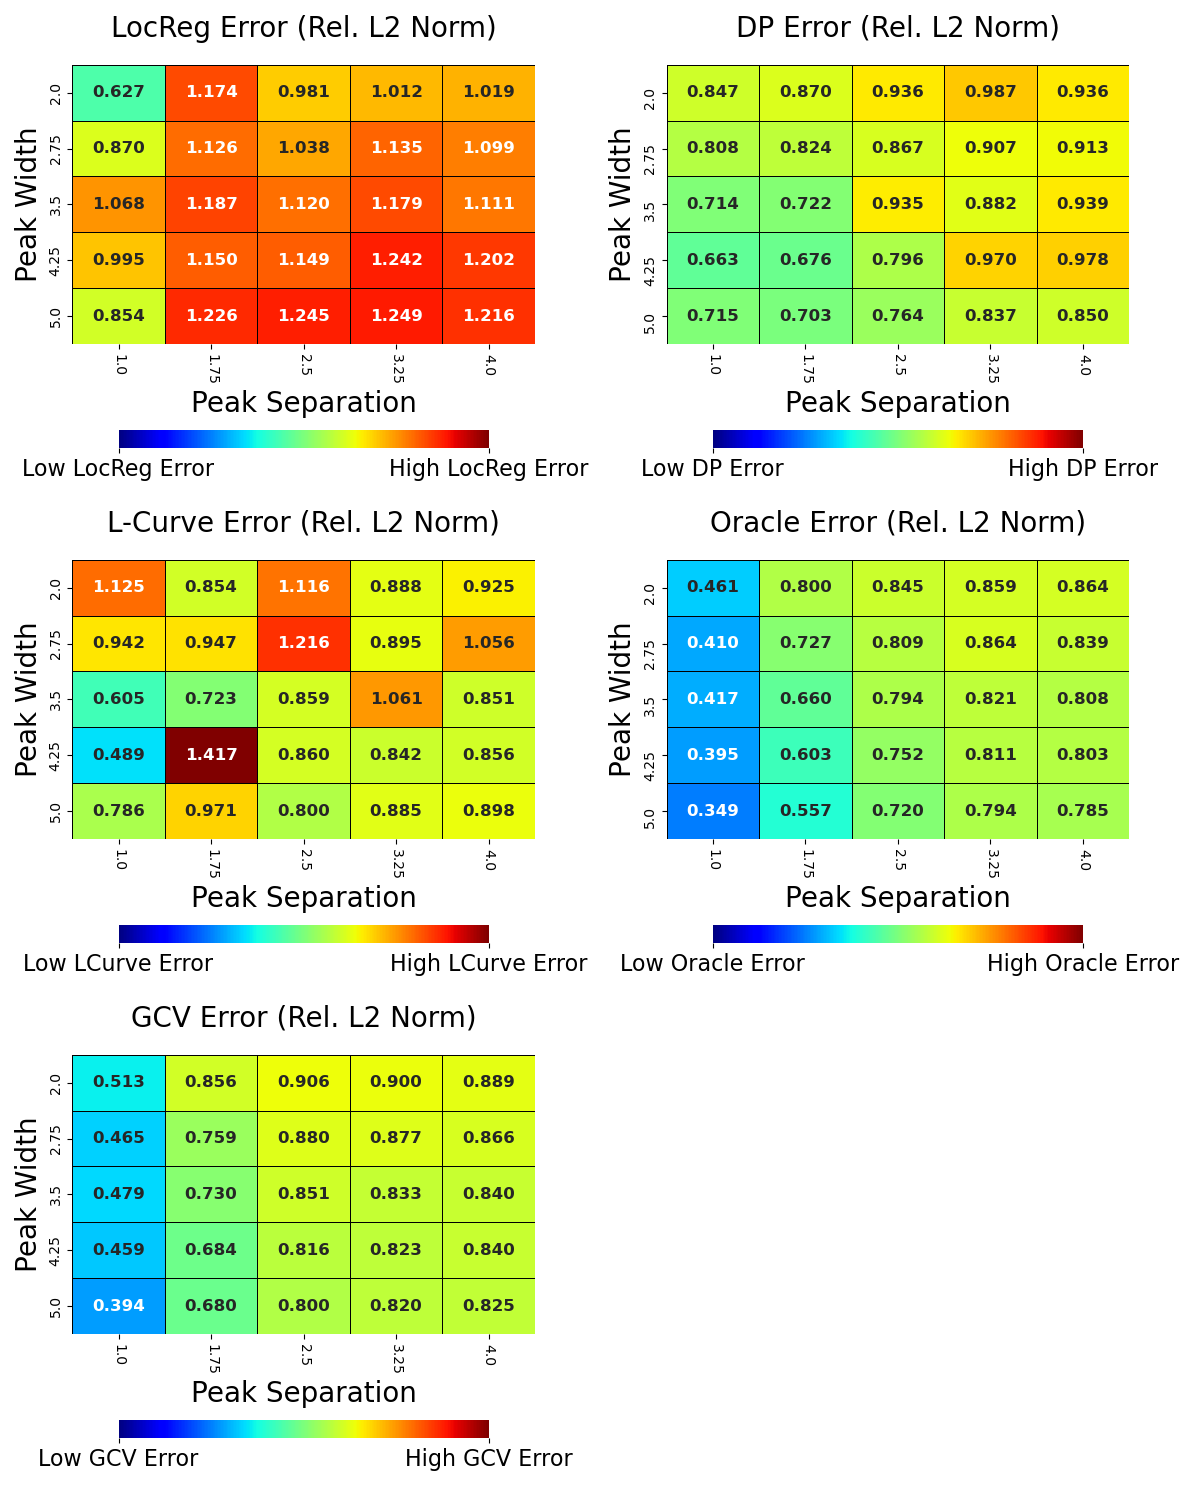 LocReg Error (Rel. L2 Norm)
Peak Width
2.0 0.627 1.174 0.981 1.012 1.019
2.75 0.870 1.126 1.038 1.135 1.099
3.5 1.068 1.187 1.120 1.179 1.111
4.25 0.995 1.150 1.149 1.242 1.202
5.0 0.854 1.226 1.245 1.249 1.216
1.0 1.75 2.5 3.25 4.0
Peak Separation
Low LocReg Error High LocReg Error
DP Error (Rel. L2 Norm)
Peak Width
2.0 0.847 0.870 0.936 0.987 0.936
2.75 0.808 0.824 0.867 0.907 0.913
3.5 0.714 0.722 0.935 0.882 0.939
4.25 0.663 0.676 0.796 0.970 0.978
5.0 0.715 0.703 0.764 0.837 0.850
1.0 1.75 2.5 3.25 4.0
Peak Separation
Low DP Error High DP Error
L-Curve Error (Rel. L2 Norm)
Peak Width
2.0 1.125 0.854 1.116 0.888 0.925
2.75 0.942 0.947 1.216 0.895 1.056
3.5 0.605 0.723 0.859 1.061 0.851
4.25 0.489 1.417 0.860 0.842 0.856
5.0 0.786 0.971 0.800 0.885 0.898
1.0 1.75 2.5 3.25 4.0
Peak Separation
Low LCurve Error High LCurve Error
Oracle Error (Rel. L2 Norm)
Peak Width
2.0 0.461 0.800 0.845 0.859 0.864
2.75 0.410 0.727 0.809 0.864 0.839
3.5 0.417 0.660 0.794 0.821 0.808
4.25 0.395 0.603 0.752 0.811 0.803
5.0 0.349 0.557 0.720 0.794 0.785
1.0 1.75 2.5 3.25 4.0
Peak Separation
Low Oracle Error High Oracle Error
GCV Error (Rel. L2 Norm)
Peak Width
2.0 0.513 0.856 0.906 0.900 0.889
2.75 0.465 0.759 0.880 0.877 0.866
3.5 0.479 0.730 0.851 0.833 0.840
4.25 0.459 0.684 0.816 0.823 0.840
5.0 0.394 0.680 0.800 0.820 0.825
1.0 1.75 2.5 3.25 4.0
Peak Separation
Low GCV Error High GCV Error